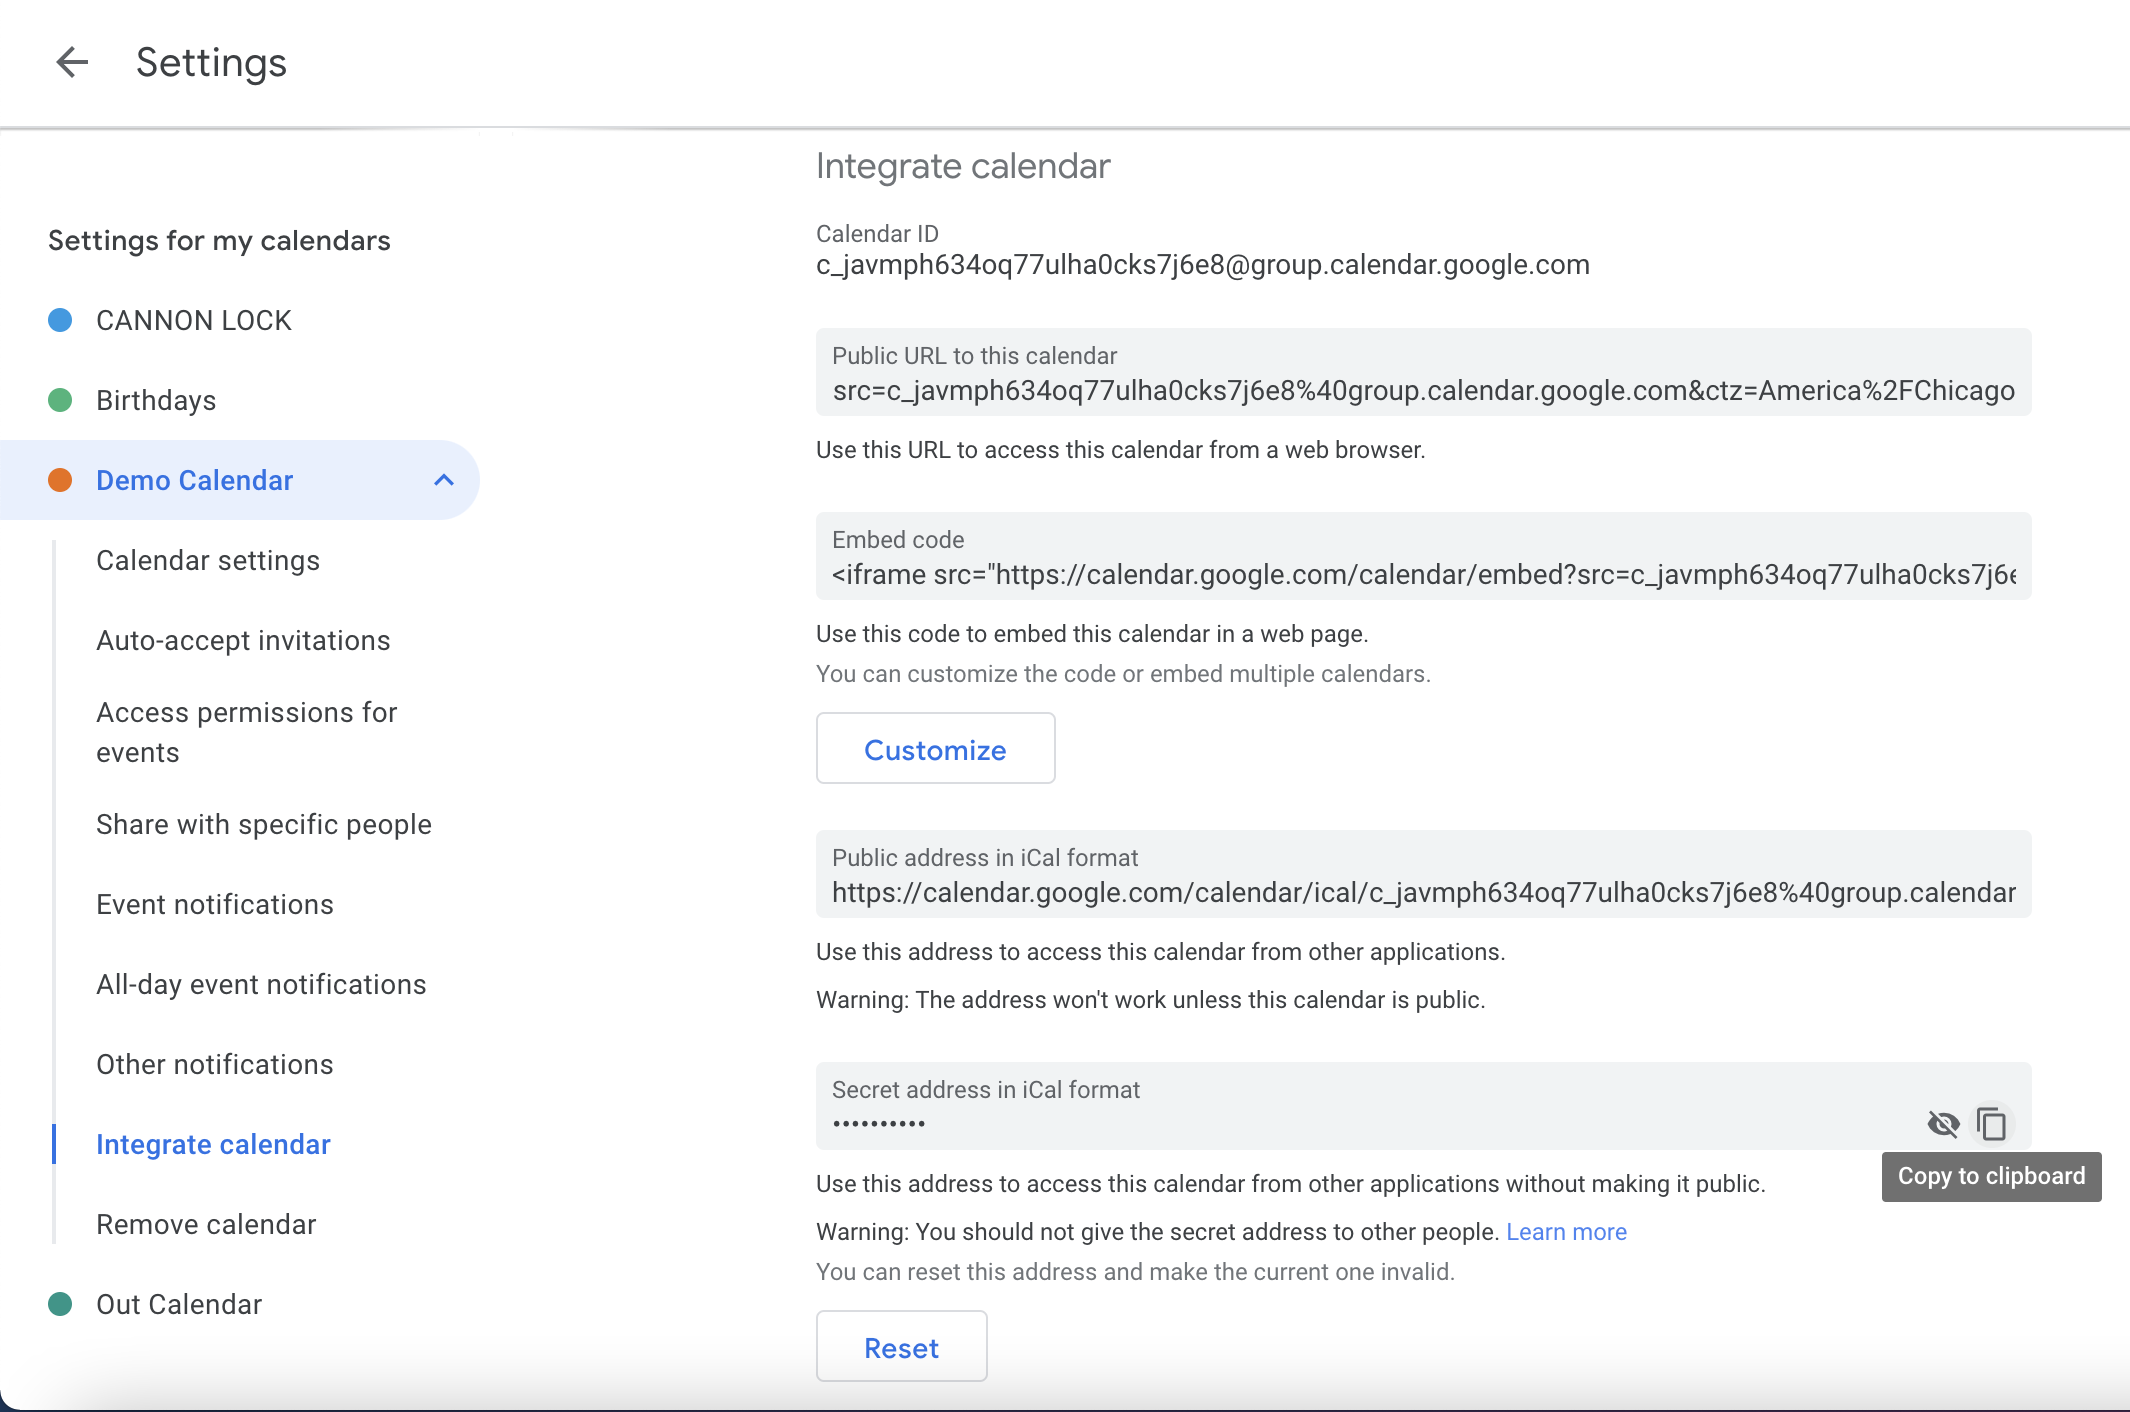 Settings
Settings for my calendars
CANNON LOCK
Birthdays
Demo Calendar
Calendar settings
Auto-accept invitations
Access permissions for
events
Share with specific people
Event notifications
All-day event notifications
Other notifications
Integrate calendar
Remove calendar
Out Calendar
Integrate calendar
Calendar ID
c_javmph634oq77ulha0cks7j6e8@group.calendar.google.com
Public URL to this calendar
src=c_javmph634oq77ulha0cks7j6e8%40group.calendar.google.com&ctz=America%2FChicago
Use this URL to access this calendar from a web browser.
Embed code
<iframe src="https://calendar.google.com/calendar/embed?src=c_javmph634oq77ulha0cks7j6e
Use this code to embed this calendar in a web page.
You can customize the code or embed multiple calendars.
Customize
Public address in iCal format
https://calendar.google.com/calendar/ical/c_javmph634oq77ulha0cks7j6e8%40group.calendar
Use this address to access this calendar from other applications.
Warning: The address won't work unless this calendar is public.
Secret address in iCal format
••••••••••
Copy to clipboard
Use this address to access this calendar from other applications without making it public.
Warning: You should not give the secret address to other people. Learn more
You can reset this address and make the current one invalid.
Reset